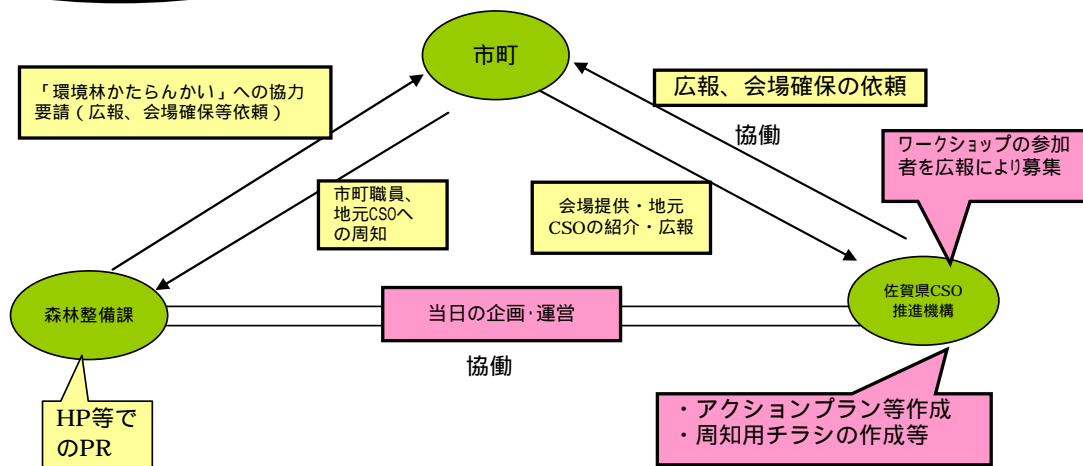 市町
「環境林かたらんかい」への協力
要請(広報、会場確保等依頼)
広報、会場確保の依頼
協働
ワークショップの参加
者を広報により募集
市町職員、
地元CSOへ
の周知
会場提供・地元
CSOの紹介・広報
森林整備課
当日の企画・運営
佐賀県CSO
推進機構
協働
HP等で
のPR
・アクションプラン等作成
・周知用チラシの作成等